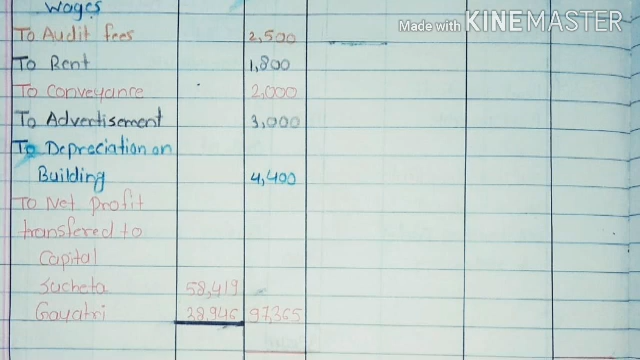 Wages
Made with KINEMASTER
To Audit fees 2,500
To Rent 1,800
To Conveyance 2,000
To Advertisement 3,000
To Depreciation on
Building 4,400
To Net Profit
transfered to
Capital
Sucheta 58,419
Gayatri 38,946 97,365